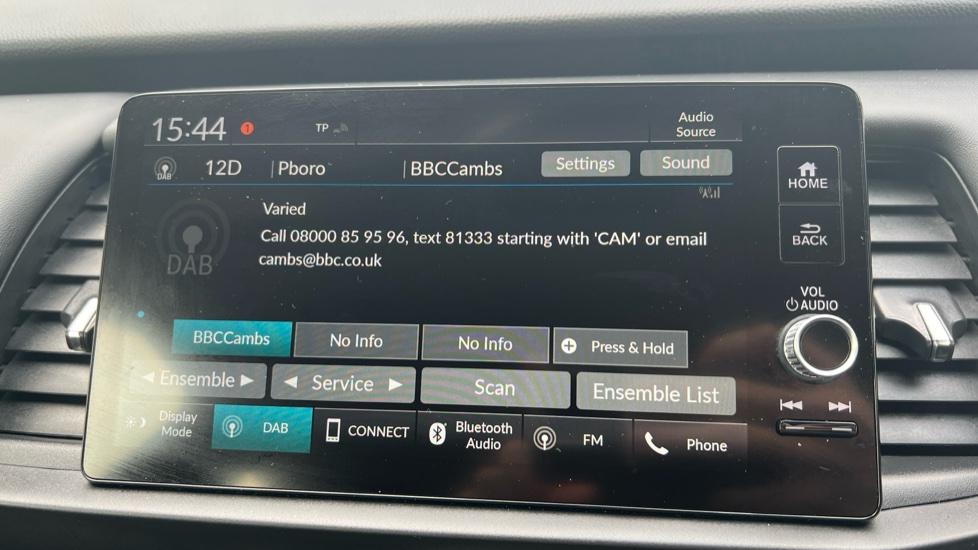 15:44 1 TP Audio
Source
DAB 12D Pboro BBCCambs Settings Sound
Varied
Call 08000 85 95 96, text 81333 starting with 'CAM' or email
cambs@bbc.co.uk
DAB
HOME
BACK
VOL
AUDIO
BBCCambs No Info No Info Press & Hold
Ensemble Service Scan Ensemble List
Display
Mode
DAB CONNECT Bluetooth
Audio
FM Phone